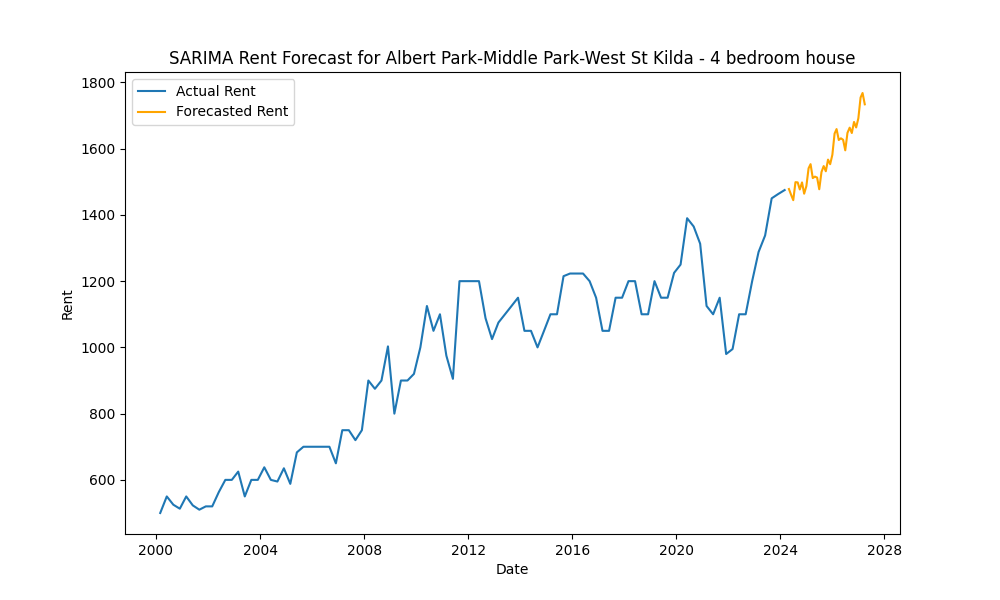 SARIMA Rent Forecast for Albert Park-Middle Park-West St Kilda - 4 bedroom house
Actual Rent
Forecasted Rent
1800
1600
1400
1200
1000
800
600
Rent
2000 2004 2008 2012 2016 2020 2024 2028
Date